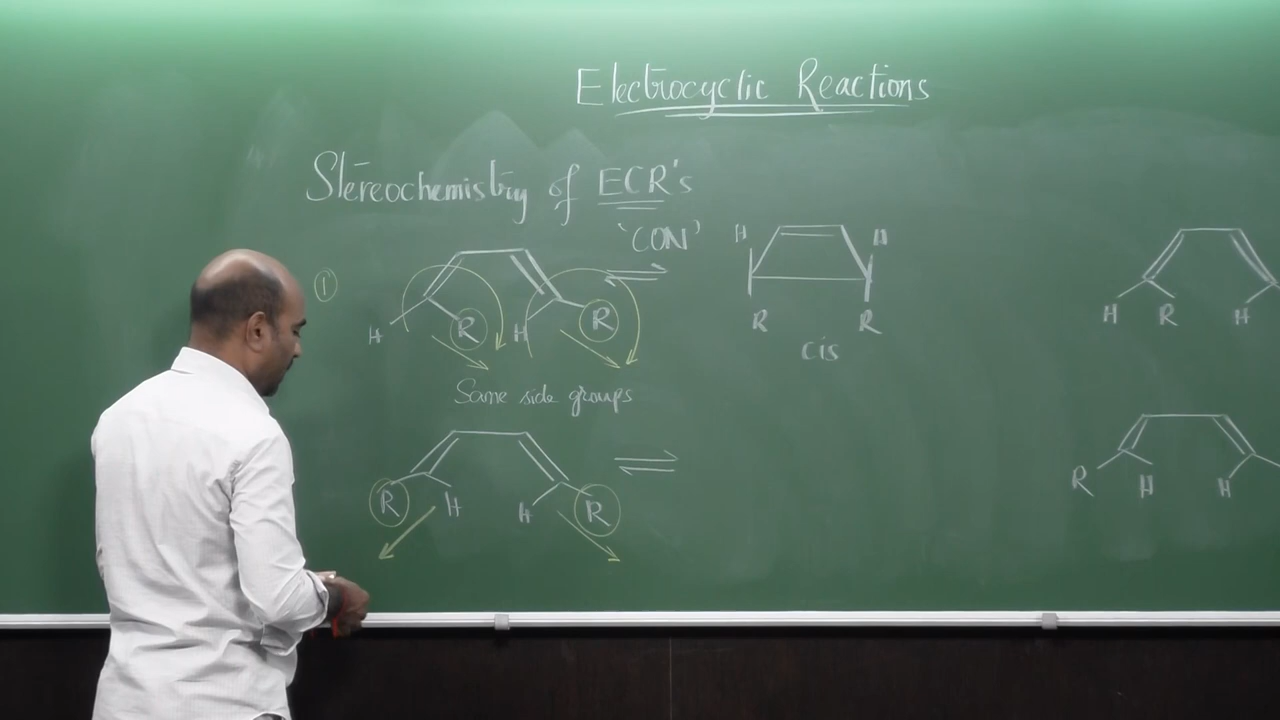 Electrocyclic Reactions
Stereochemistry of ECR's
'CON'
1
H R H R
H H
R R
cis
H R H
Same side groups
R H H R
R H H